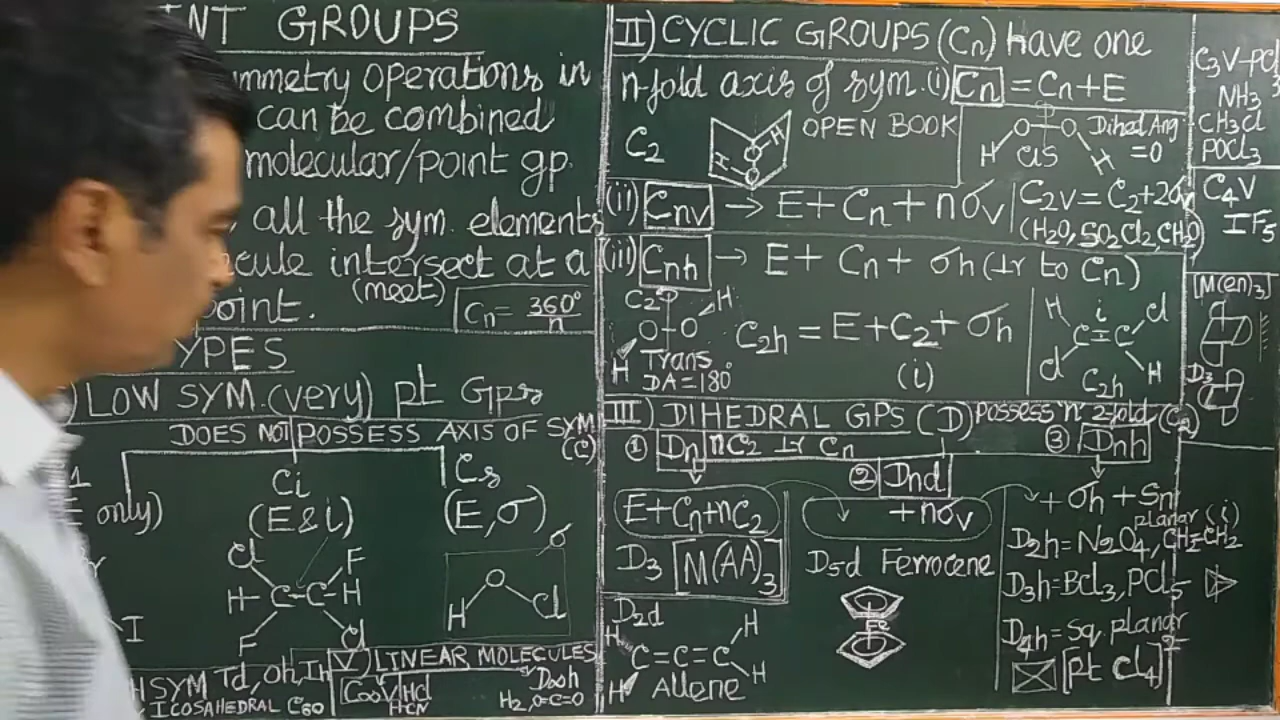 NT GROUPS
mmetry operations in
can be combined
molecular/point gp.
all the sym. elements
cule intersect at a
(meet)
point.
Cn = 360°/n
YPES
) LOW SYM. (very) pt Gps
DOES NOT POSSESS AXIS OF SYM
(C)
1
E only)
Ci
(E & i)
Cs
(E, σ)
σ
Cl F
H-C-C-H
F Cl
O
H Cl
I
H SYM Td, Oh, Ih
ICOSAHEDRAL C60
V LINEAR MOLECULES
C∞V HCl
HCN
D∞h
H2, O=C=O
II) CYCLIC GROUPS (Cn) Have one
n-fold axis of sym. (i) Cn = Cn + E
C2
H
O
O
H
OPEN BOOK
O O
H cis H
Dihed Ang
= 0
(ii) Cnv → E + Cn + nσv
C2v = C2 + 2σv
(H2O, SO2Cl2, CH2O)
(iii) Cnh → E + Cn + σh (⊥r to Cn)
C2
H
O-O
H
Trans
DA = 180°
C2h = E + C2 + σh
(i)
H i Cl
C=C
Cl H
C2h
III) DIHEDRAL GPS (D) possess 'n' 2-fold (C2)
① Dn nC2 ⊥r Cn
② Dnd
③ Dnh
E + Cn + nC2
+ nσv
+ σh + Sn
planar (i)
D3 M(AA)3
D5d Ferrocene
Fe
D2h = N2O4, CH2=CH2
D3h = BCl3, PCl5
D4h = Sq. planar
[pt Cl4]2-
D2d
H H
C=C=C
H H
Allene
C3V - PCl3
NH3
CH3Cl
POCl3
C4V
IF5
[M(en)3]
D3